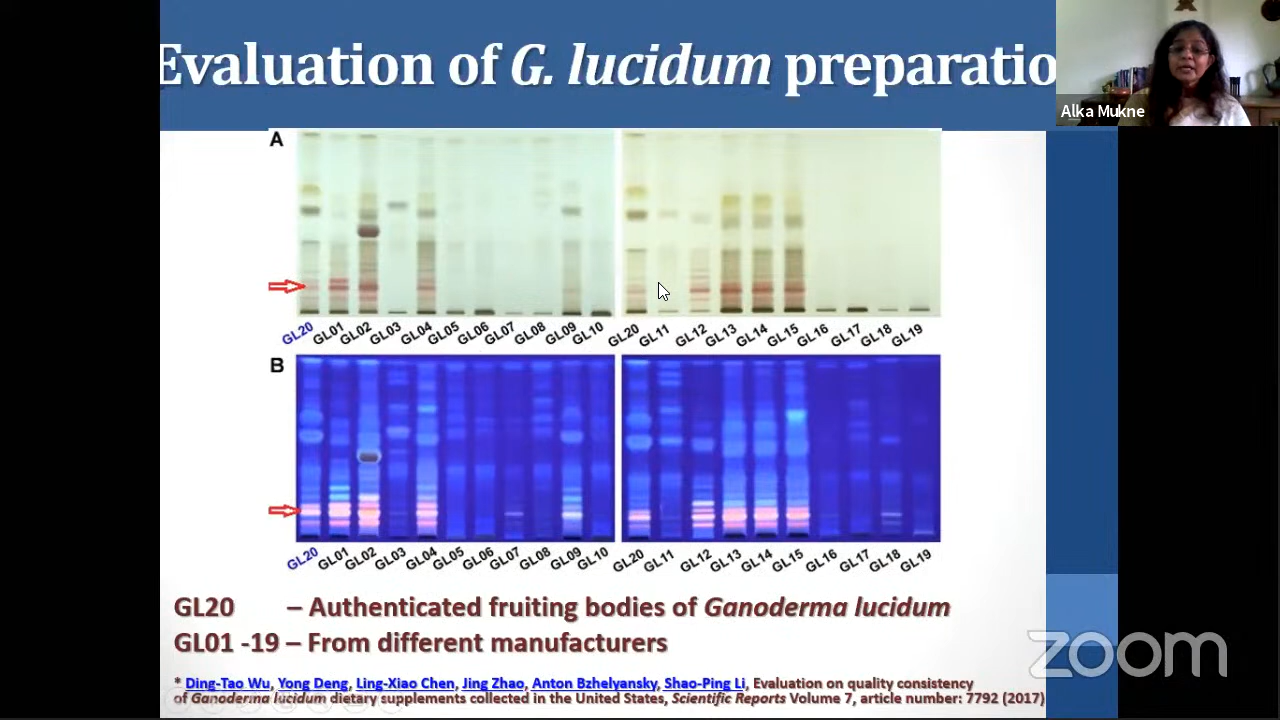 Evaluation of G. lucidum preparatio
Alka Mukne
A
GL20 GL01 GL02 GL03 GL04 GL05 GL06 GL07 GL08 GL09 GL10 GL20 GL11 GL12 GL13 GL14 GL15 GL16 GL17 GL18 GL19
B
GL20 GL01 GL02 GL03 GL04 GL05 GL06 GL07 GL08 GL09 GL10 GL20 GL11 GL12 GL13 GL14 GL15 GL16 GL17 GL18 GL19
GL20 – Authenticated fruiting bodies of Ganoderma lucidum
GL01 -19 – From different manufacturers
zoom
* Ding-Tao Wu, Yong Deng, Ling-Xiao Chen, Jing Zhao, Anton Bzhelyansky, Shao-Ping Li, Evaluation on quality consistency
of Ganoderma lucidum dietary supplements collected in the United States, Scientific Reports Volume 7, article number: 7792 (2017)